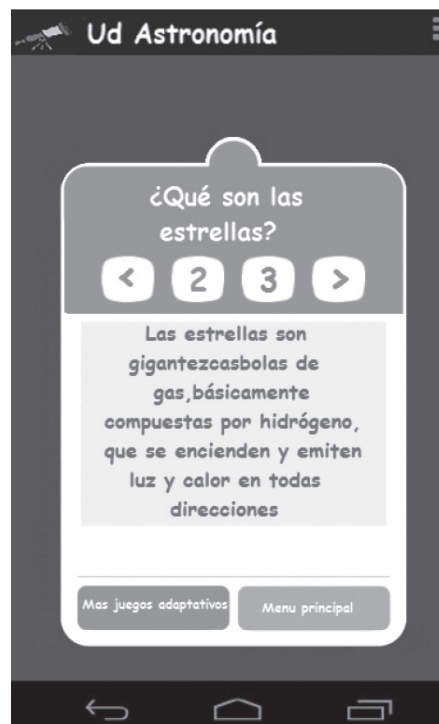 Ud Astronomía
¿Qué son las
estrellas?
< 2 3 >
Las estrellas son
gigantezcasbolas de
gas,básicamente
compuestas por hidrógeno,
que se encienden y emiten
luz y calor en todas
direcciones
Mas juegos adaptativos Menu principal